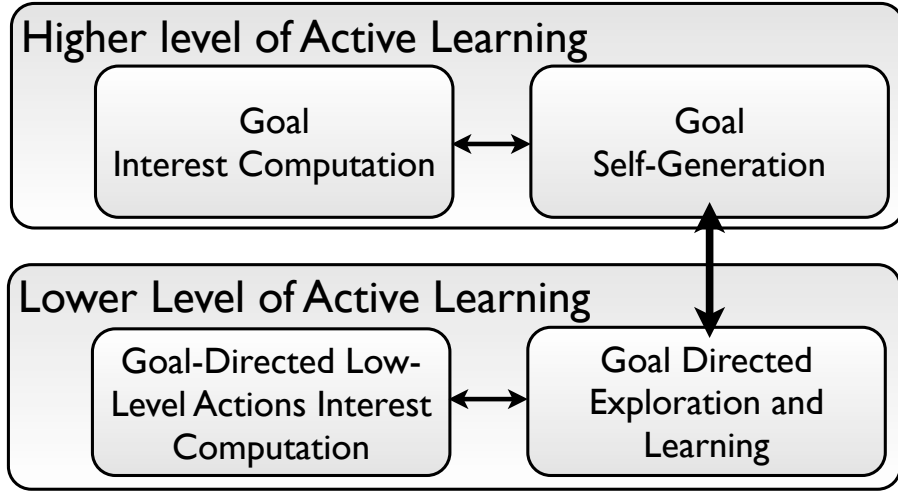 Higher level of Active Learning
Goal
Interest Computation
Goal
Self-Generation
Lower Level of Active Learning
Goal-Directed Low-
Level Actions Interest
Computation
Goal Directed
Exploration and
Learning